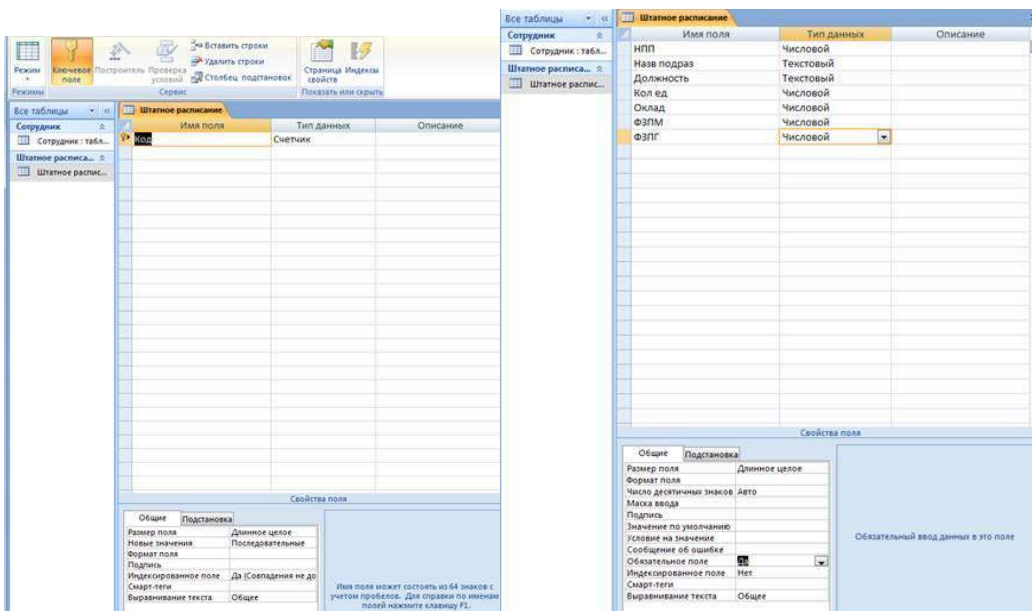 Режим
Ключевое поле
Построитель
Проверка условий
Вставить строки
Удалить строки
Столбец подстановок
Страница свойств
Индексы
Режимы
Сервис
Показать или скрыть
Все таблицы
Штатное расписание
Сотрудник
Сотрудник : табл...
Штатное расписа...
Штатное распис...
Имя поля Тип данных Описание
Код Счетчик
Свойства поля
Общие Подстановка
Размер поля Длинное целое
Новые значения Последовательные
Формат поля
Подпись
Индексированное поле Да (Совпадения не до
Смарт-теги
Выравнивание текста Общее
Имя поля может состоять из 64 знаков с
учетом пробелов. Для справки по именам
полей нажмите клавишу F1.
Все таблицы
Штатное расписание
Сотрудник
Сотрудник : табл...
Штатное расписа...
Штатное распис...
Имя поля Тип данных Описание
НПП Числовой
Назв подраз Текстовый
Должность Текстовый
Кол ед Числовой
Оклад Числовой
ФЗПМ Числовой
ФЗПГ Числовой
Свойства поля
Общие Подстановка
Размер поля Длинное целое
Формат поля
Число десятичных знаков Авто
Маска ввода
Подпись
Значение по умолчанию
Условие на значение
Сообщение об ошибке
Обязательное поле Да
Индексированное поле Нет
Смарт-теги
Выравнивание текста Общее
Обязательный ввод данных в это поле